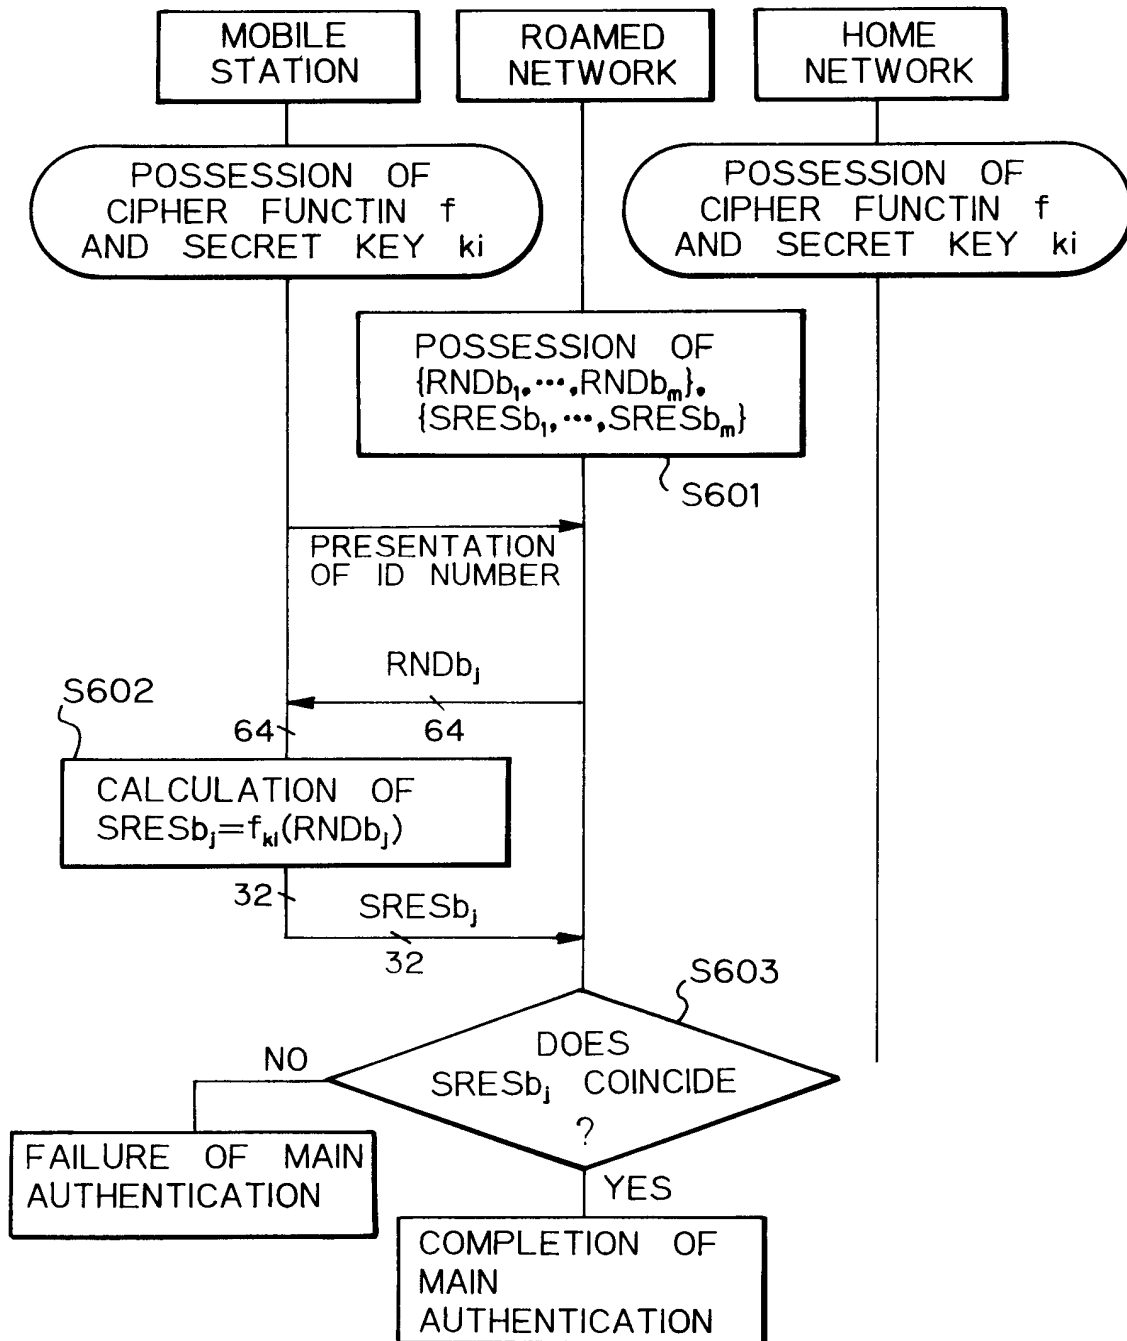 MOBILE
STATION
ROAMED
NETWORK
HOME
NETWORK
POSSESSION OF
CIPHER FUNCTIN f
AND SECRET KEY ki
POSSESSION OF
CIPHER FUNCTIN f
AND SECRET KEY ki
POSSESSION OF
{RNDb₁,···,RNDbₘ},
{SRESb₁,···,SRESbₘ}
S601
PRESENTATION
OF ID NUMBER
RNDbⱼ
64
S602
64
CALCULATION OF
SRESbⱼ=fₖᵢ(RNDbⱼ)
32
SRESbⱼ
32
S603
DOES
SRESbⱼ COINCIDE
?
NO
FAILURE OF MAIN
AUTHENTICATION
YES
COMPLETION OF
MAIN
AUTHENTICATION